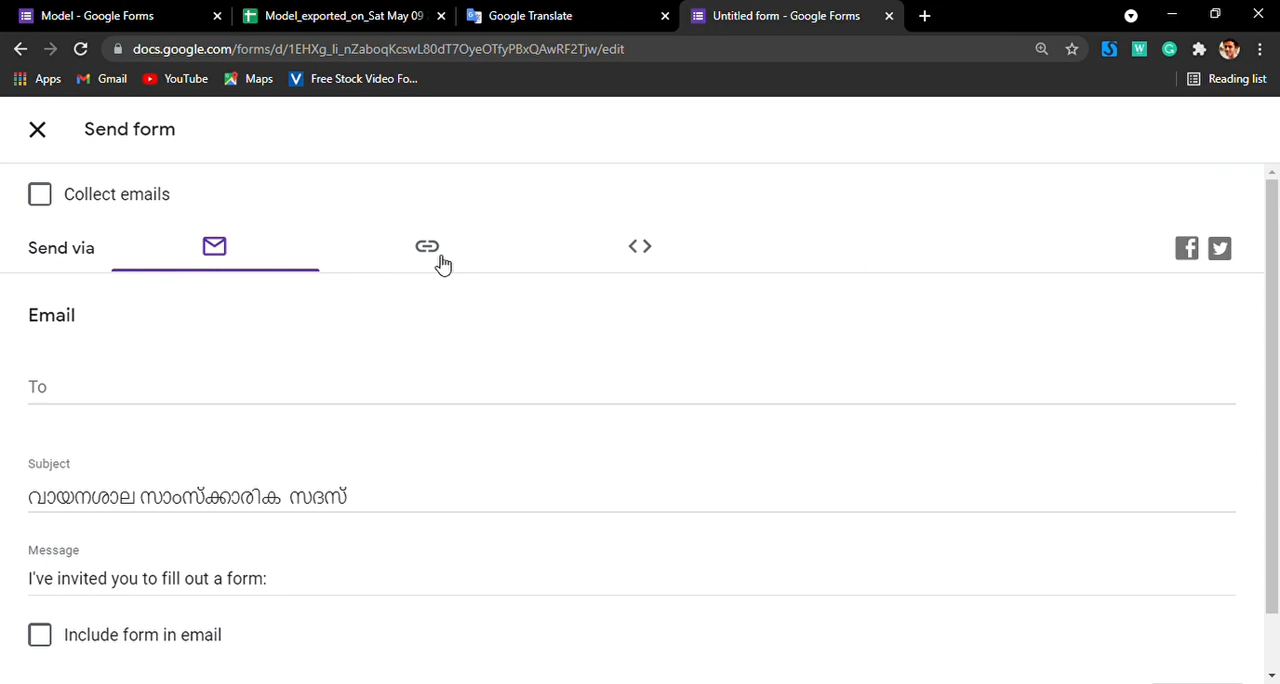 Model - Google Forms
Model_exported_on_Sat May 09
Google Translate
Untitled form - Google Forms
docs.google.com/forms/d/1EHXg_li_nZaboqKcswL80dT7OyeOTfyPBxQAwRF2Tjw/edit
Apps
Gmail
YouTube
Maps
Free Stock Video Fo...
Reading list
Send form
Collect emails
Send via
Email
To
Subject
വായനശാല സാംസ്ക്കാരിക സദസ്
Message
I've invited you to fill out a form:
Include form in email